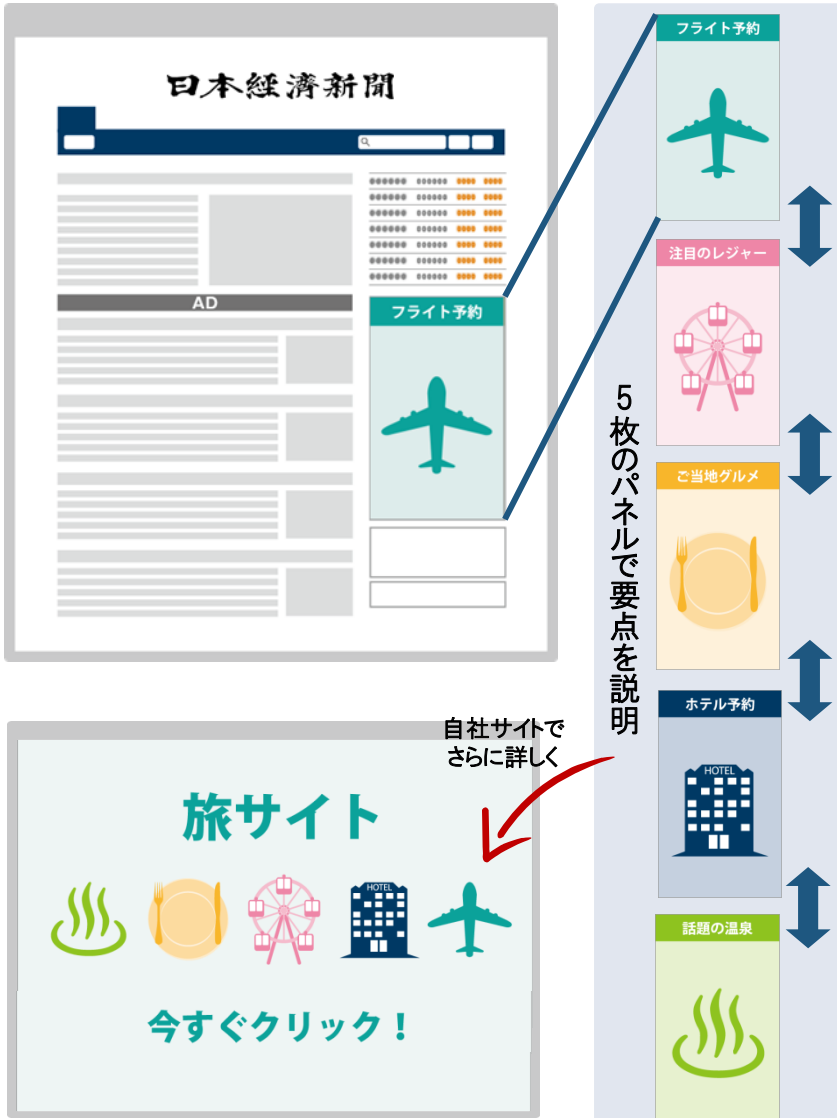 日本経済新聞
AD
フライト予約
フライト予約
注目のレジャー
ご当地グルメ
ホテル予約
HOTEL
話題の温泉
5枚のパネルで要点を説明
自社サイトで
さらに詳しく
旅サイト
HOTEL
今すぐクリック！